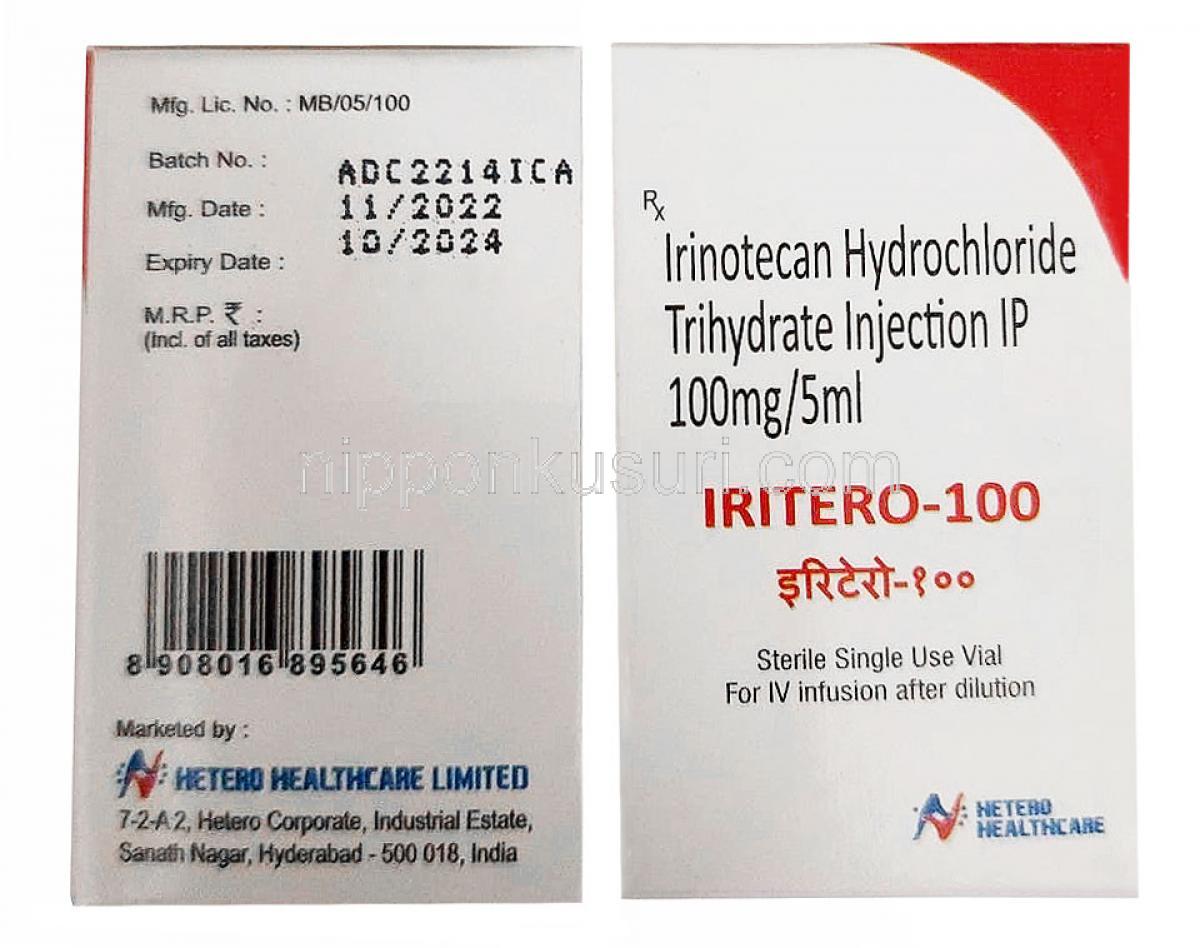 Mfg. Lic. No. : MB/05/100
Batch No. : ADC2214ICA
Mfg. Date : 11/2022
Expiry Date : 10/2024
M.R.P. ₹ :
(Incl. of all taxes)
8 908016 895646
Marketed by :
HETERO HEALTHCARE LIMITED
7-2-A 2, Hetero Corporate, Industrial Estate,
Sanath Nagar, Hyderabad - 500 018, India
Rx
Irinotecan Hydrochloride
Trihydrate Injection IP
100mg/5ml
IRITERO-100
इरिटेरो-१००
Sterile Single Use Vial
For IV infusion after dilution
HETERO
HEALTHCARE
nipponkusuri.com